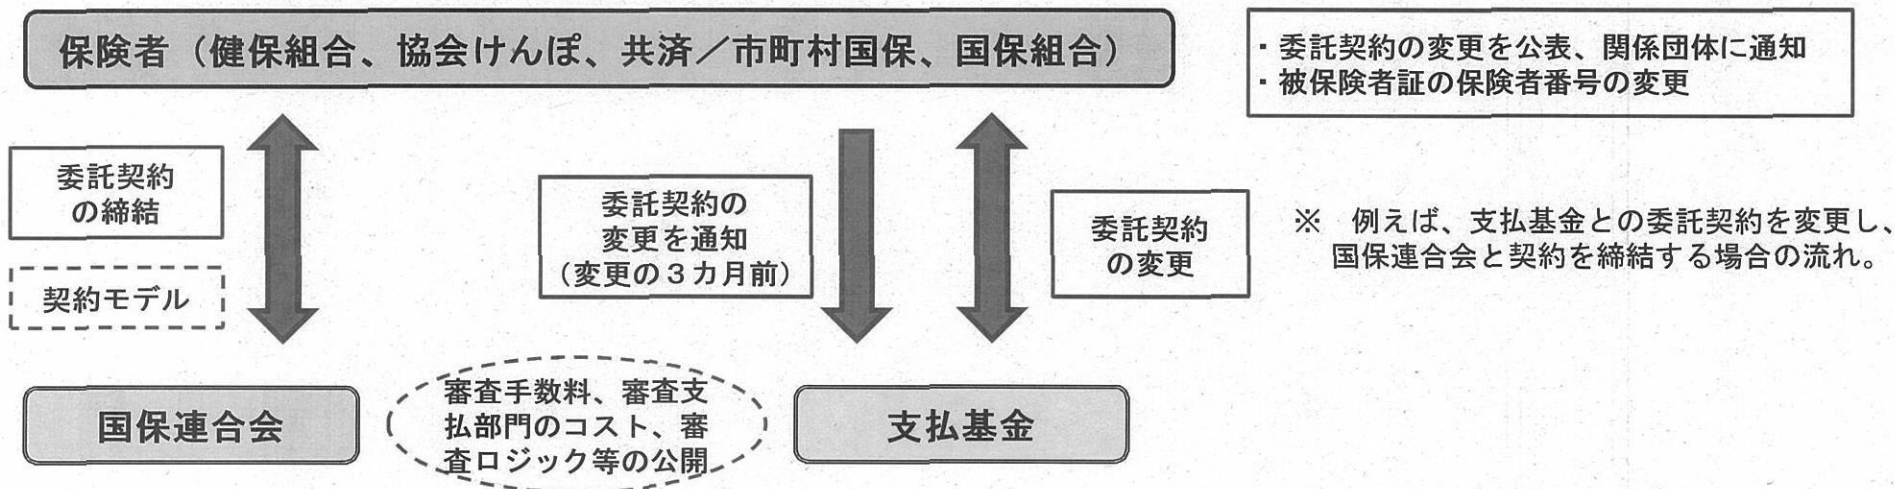 保険者(健保組合、協会けんぽ、共済/市町村国保、国保組合)
・委託契約の変更を公表、関係団体に通知
・被保険者証の保険者番号の変更
委託契約
の締結
契約モデル
委託契約の
変更を通知
(変更の3カ月前)
委託契約
の変更
※ 例えば、支払基金との委託契約を変更し、
国保連合会と契約を締結する場合の流れ。
国保連合会
審査手数料、審査支
払部門のコスト、審
査ロジック等の公開
支払基金